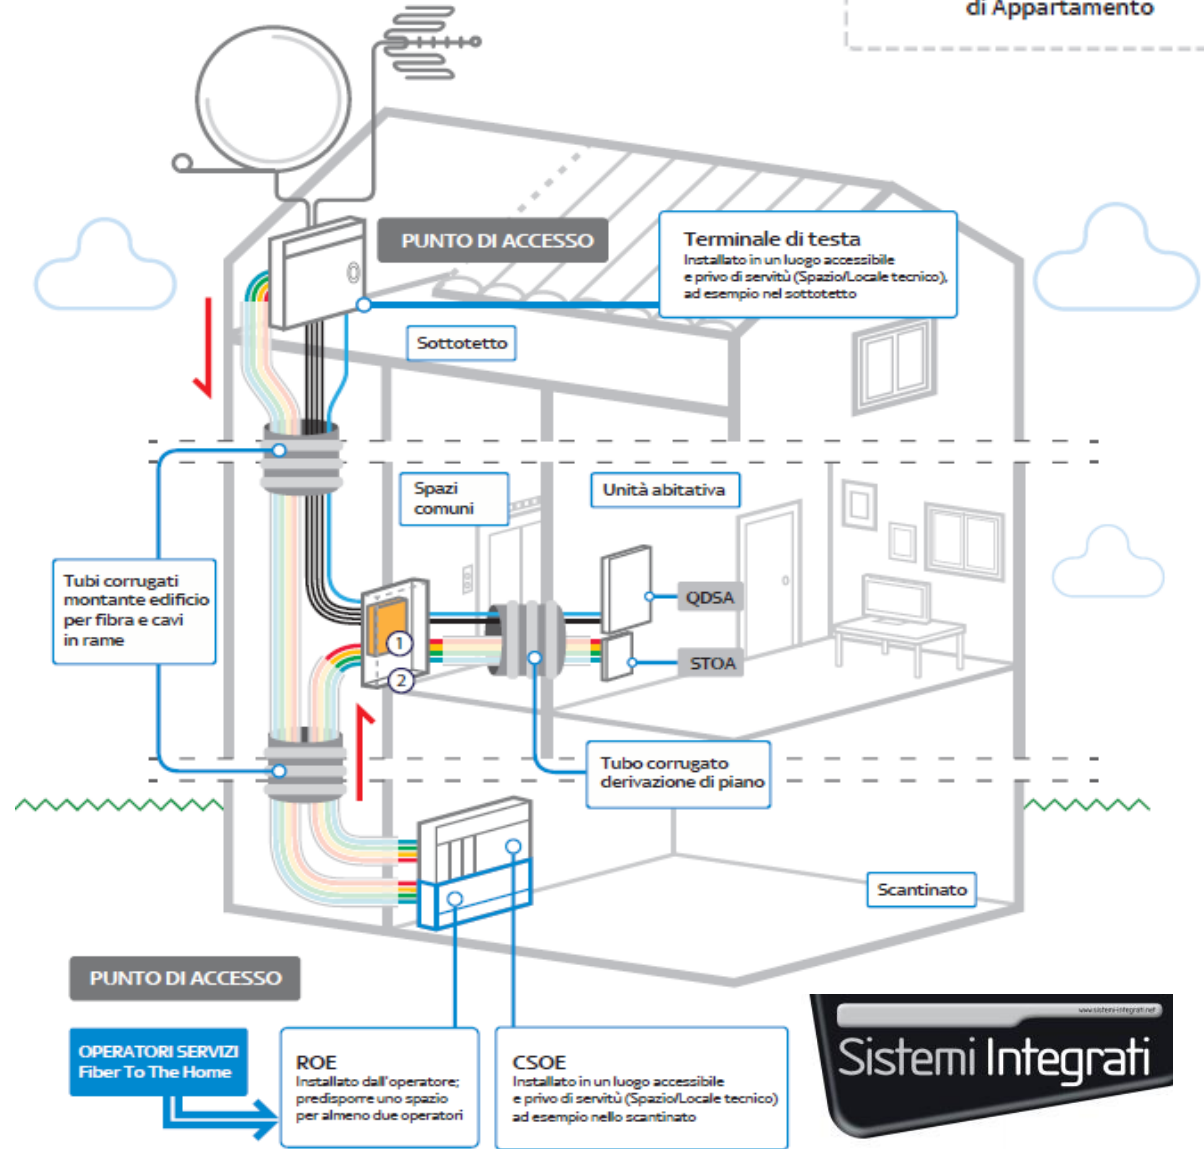 di Appartamento
PUNTO DI ACCESSO
Terminale di testa
Installato in un luogo accessibile
e privo di servitù (Spazio/Locale tecnico),
ad esempio nel sottotetto
Sottotetto
Spazi
comuni
Unità abitativa
Tubi corrugati
montante edificio
per fibra e cavi
in rame
QDSA
1
STOA
2
Tubo corrugato
derivazione di piano
Scantinato
PUNTO DI ACCESSO
OPERATORI SERVIZI
Fiber To The Home
ROE
Installato dall'operatore;
predisporre uno spazio
per almeno due operatori
CSOE
Installato in un luogo accessibile
e privo di servitù (Spazio/Locale tecnico)
ad esempio nello scantinato
www.sistemi-integrati.net
Sistemi Integrati